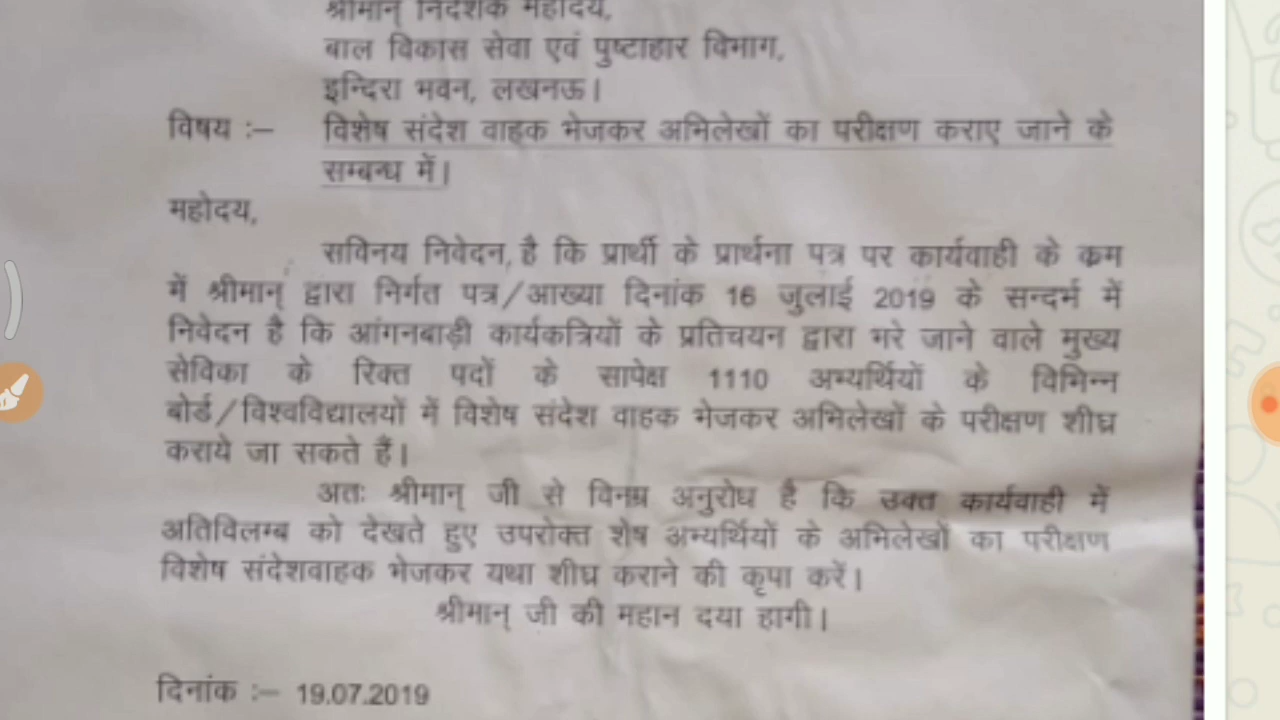 श्रीमान् निदेशक महोदय,
बाल विकास सेवा एवं पुष्टाहार विभाग,
इन्दिरा भवन, लखनऊ।
विषय :– विशेष संदेश वाहक भेजकर अभिलेखों का परीक्षण कराए जाने के
सम्बन्ध में।
महोदय,
सविनय निवेदन है कि प्रार्थी के प्रार्थना पत्र पर कार्यवाही के क्रम
में श्रीमान् द्वारा निर्गत पत्र/आख्या दिनांक 16 जुलाई 2019 के सन्दर्भ में
निवेदन है कि आंगनबाड़ी कार्यकत्रियों के प्रतिचयन द्वारा भरे जाने वाले मुख्य
सेविका के रिक्त पदों के सापेक्ष 1110 अभ्यर्थियों के विभिन्न
बोर्ड/विश्वविद्यालयों में विशेष संदेश वाहक भेजकर अभिलेखों के परीक्षण शीघ्र
कराये जा सकते हैं।
अतः श्रीमान् जी से विनम्र अनुरोध है कि उक्त कार्यवाही में
अतिविलम्ब को देखते हुए उपरोक्त शेष अभ्यर्थियों के अभिलेखों का परीक्षण
विशेष संदेशवाहक भेजकर यथा शीघ्र कराने की कृपा करें।
श्रीमान् जी की महान दया हागी।
दिनांक :– 19.07.2019